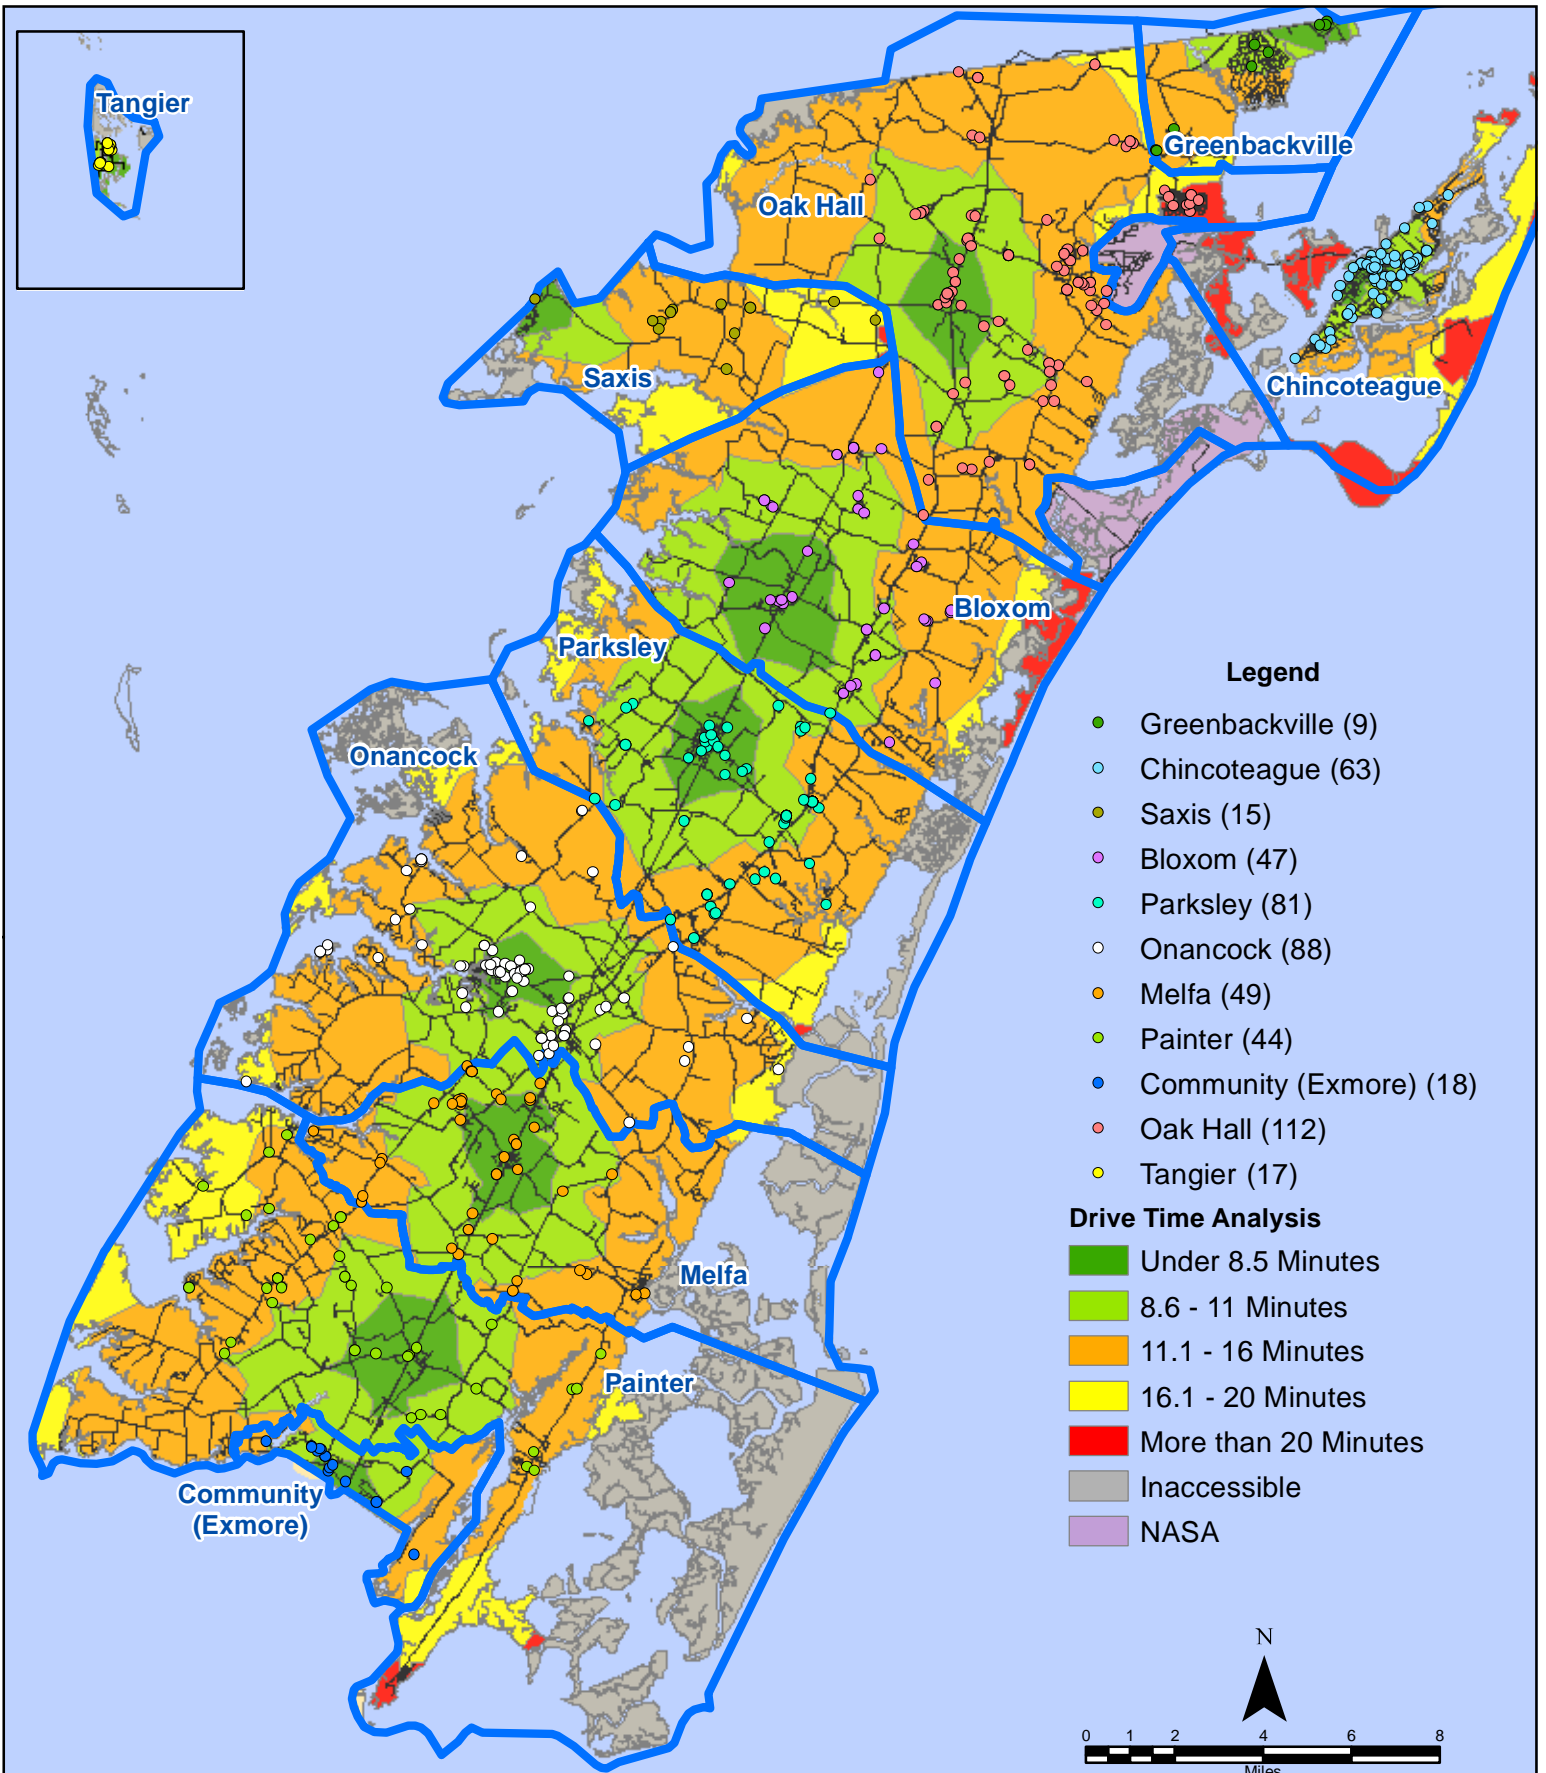 Tangier
Greenbackville
Oak Hall
Chincoteague
Saxis
Bloxom
Parksley
Onancock
Melfa
Painter
Community
(Exmore)
Legend
Greenbackville (9)
Chincoteague (63)
Saxis (15)
Bloxom (47)
Parksley (81)
Onancock (88)
Melfa (49)
Painter (44)
Community (Exmore) (18)
Oak Hall (112)
Tangier (17)
Drive Time Analysis
Under 8.5 Minutes
8.6 - 11 Minutes
11.1 - 16 Minutes
16.1 - 20 Minutes
More than 20 Minutes
Inaccessible
NASA
N
0 1 2 4 6 8
Miles